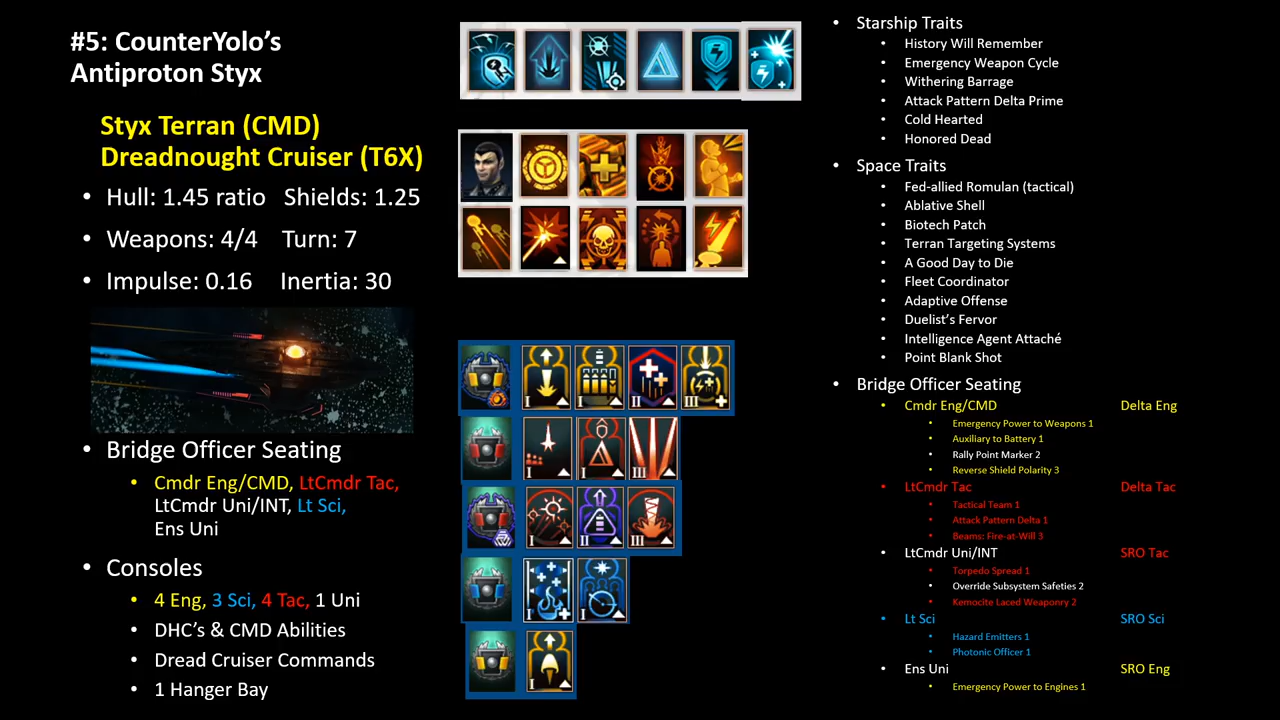 #5: CounterYolo's
Antiproton Styx
Styx Terran (CMD)
Dreadnought Cruiser (T6X)
• Hull: 1.45 ratio Shields: 1.25
• Weapons: 4/4 Turn: 7
• Impulse: 0.16 Inertia: 30
• Bridge Officer Seating
• Cmdr Eng/CMD, LtCmdr Tac,
LtCmdr Uni/INT, Lt Sci,
Ens Uni
• Consoles
• 4 Eng, 3 Sci, 4 Tac, 1 Uni
• DHC's & CMD Abilities
• Dread Cruiser Commands
• 1 Hanger Bay
I I II III
I I III
I II III
I I
I
• Starship Traits
• History Will Remember
• Emergency Weapon Cycle
• Withering Barrage
• Attack Pattern Delta Prime
• Cold Hearted
• Honored Dead
• Space Traits
• Fed-allied Romulan (tactical)
• Ablative Shell
• Biotech Patch
• Terran Targeting Systems
• A Good Day to Die
• Fleet Coordinator
• Adaptive Offense
• Duelist's Fervor
• Intelligence Agent Attaché
• Point Blank Shot
• Bridge Officer Seating
• Cmdr Eng/CMD Delta Eng
• Emergency Power to Weapons 1
• Auxiliary to Battery 1
• Rally Point Marker 2
• Reverse Shield Polarity 3
• LtCmdr Tac Delta Tac
• Tactical Team 1
• Attack Pattern Delta 1
• Beams: Fire-at-Will 3
• LtCmdr Uni/INT SRO Tac
• Torpedo Spread 1
• Override Subsystem Safeties 2
• Kemocite Laced Weaponry 2
• Lt Sci SRO Sci
• Hazard Emitters 1
• Photonic Officer 1
• Ens Uni SRO Eng
• Emergency Power to Engines 1